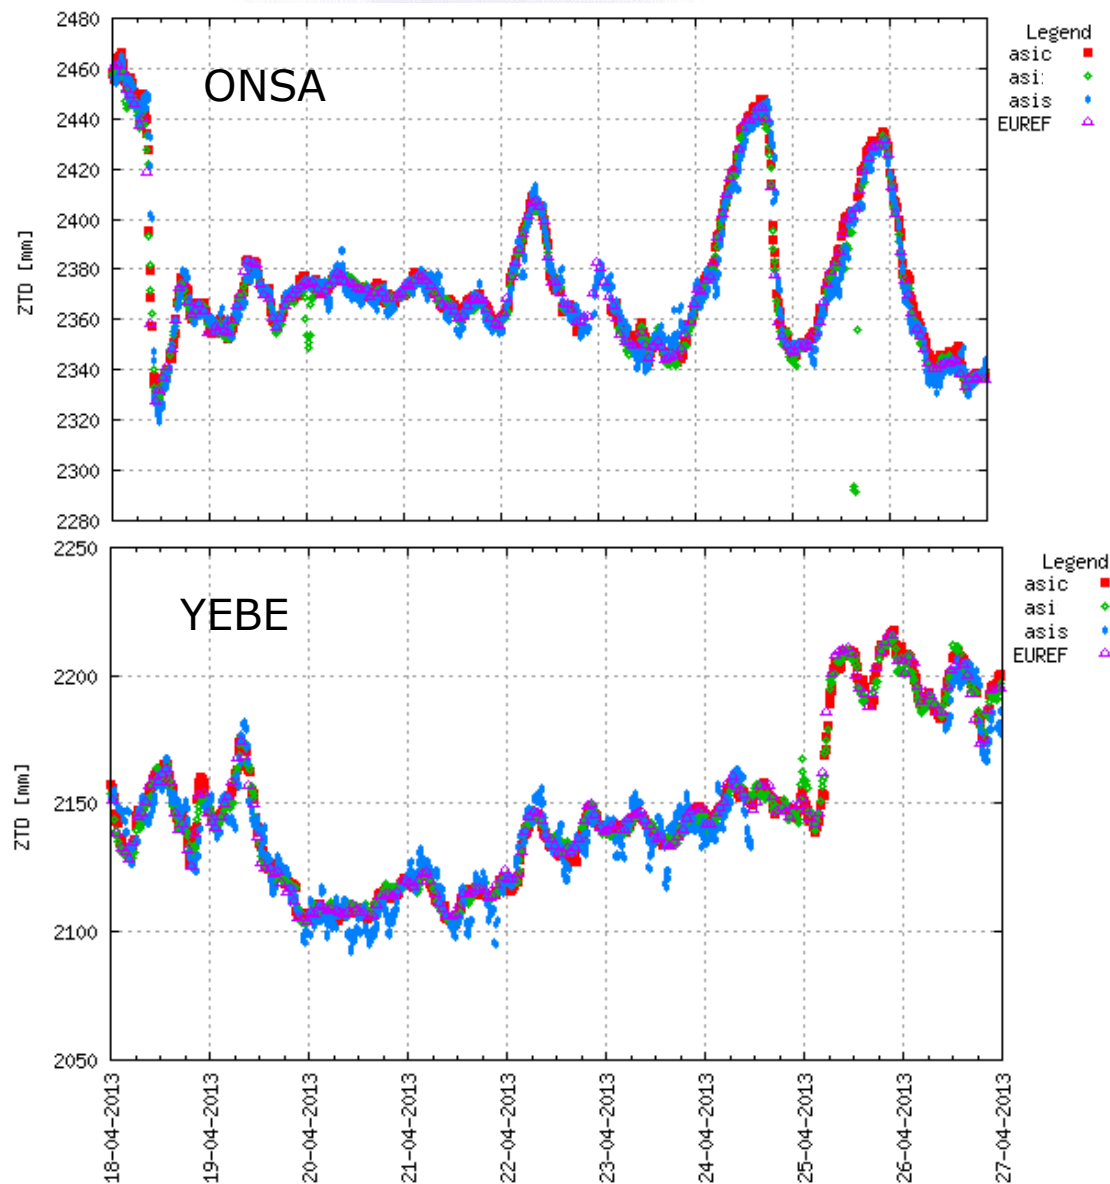 2480
2460
2440
2420
2400
2380
2360
2340
2320
2300
2280
ZTD [mm]
ONSA
Legend
asic
asi:
asis
EUREF
2250
2200
2150
2100
2050
ZTD [mm]
YEBE
Legend
asic
asi
asis
EUREF
18-04-2013
19-04-2013
20-04-2013
21-04-2013
22-04-2013
23-04-2013
24-04-2013
25-04-2013
26-04-2013
27-04-2013